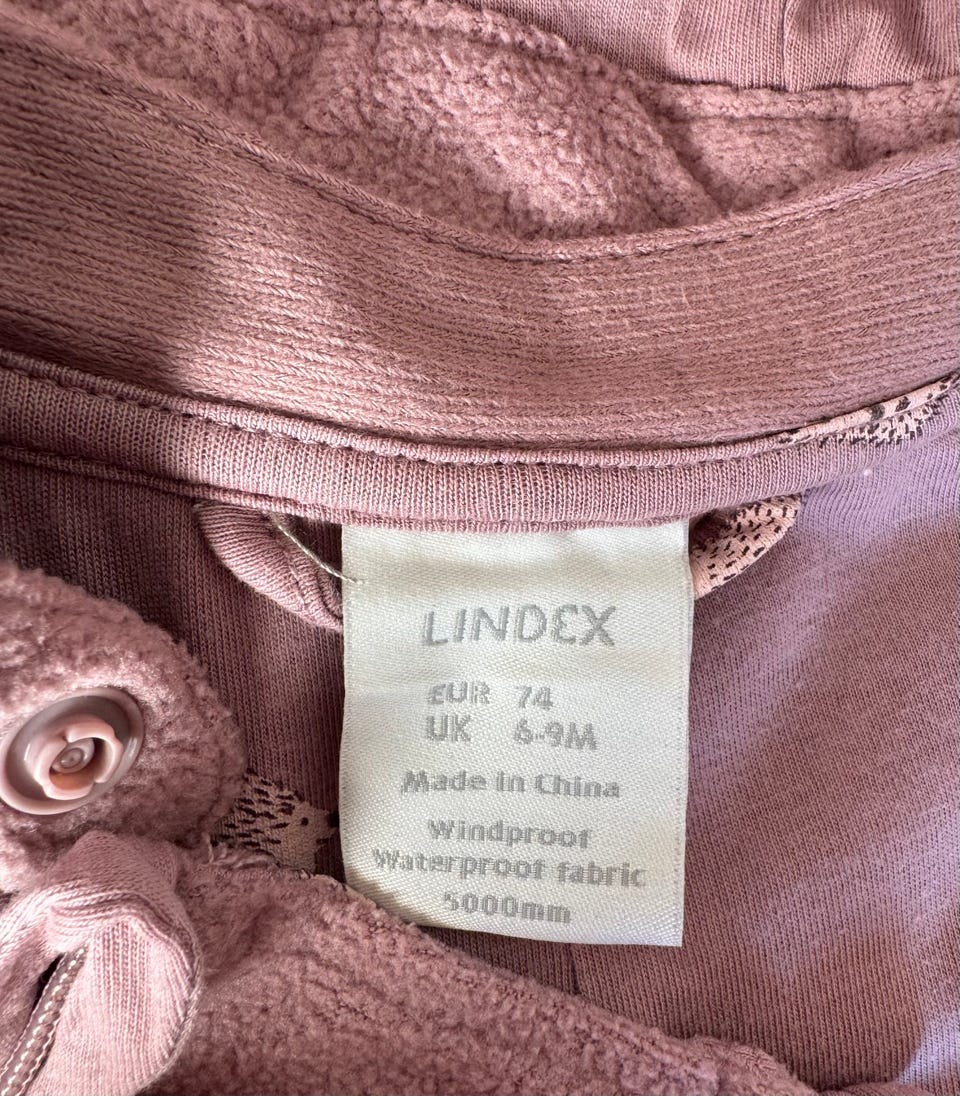 LINDEX
EUR 74
UK 6-9M
Made in China
Windproof
Waterproof fabric
5000mm